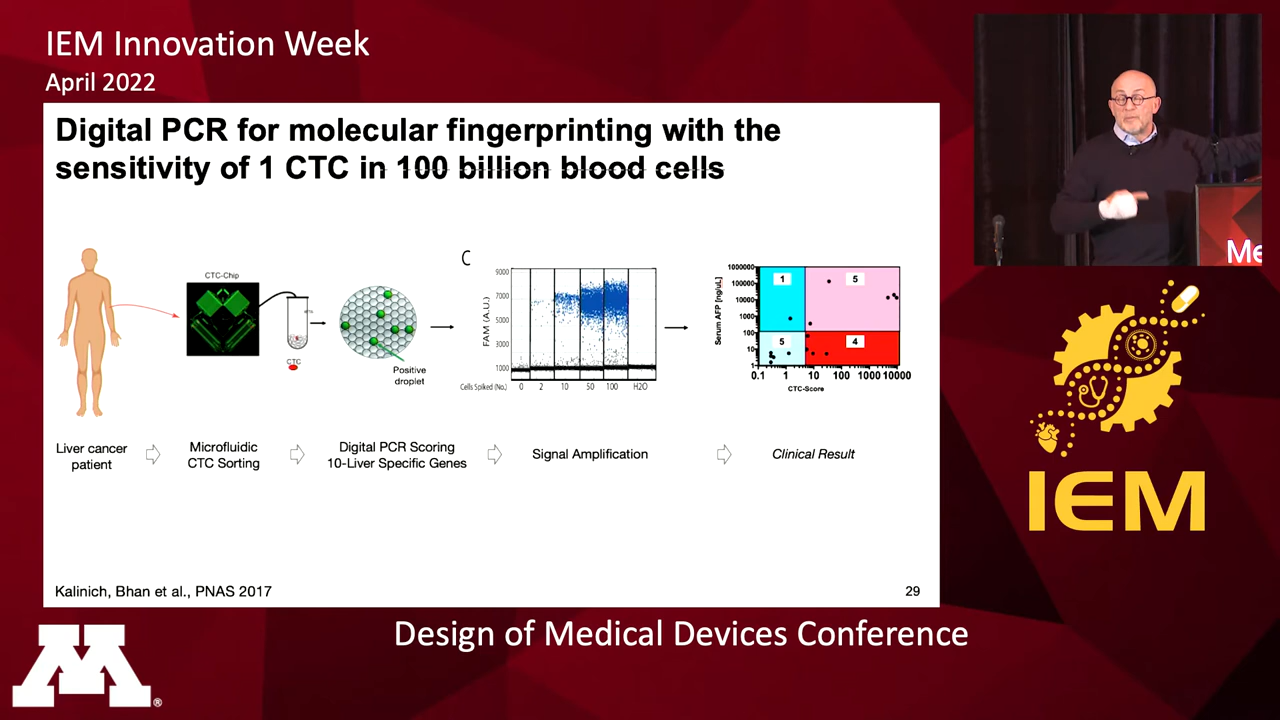 IEM Innovation Week
April 2022
Digital PCR for molecular fingerprinting with the
sensitivity of 1 CTC in 100 billion blood cells
CTC-Chip
CTC
Positive
droplet
C
FAM (A.U.)
9000
7000
5000
3000
1000
Cells Spiked (No.)
0
2
10
50
100
H2O
Serum AFP [ng/uL]
1000000
100000
10000
1000
100
10
1
1
5
5
4
0.1
1
10
100
1000
10000
CTC-Score
Liver cancer
patient
Microfluidic
CTC Sorting
Digital PCR Scoring
10-Liver Specific Genes
Signal Amplification
Clinical Result
Kalinich, Bhan et al., PNAS 2017
29
Me
IEM
M®
Design of Medical Devices Conference